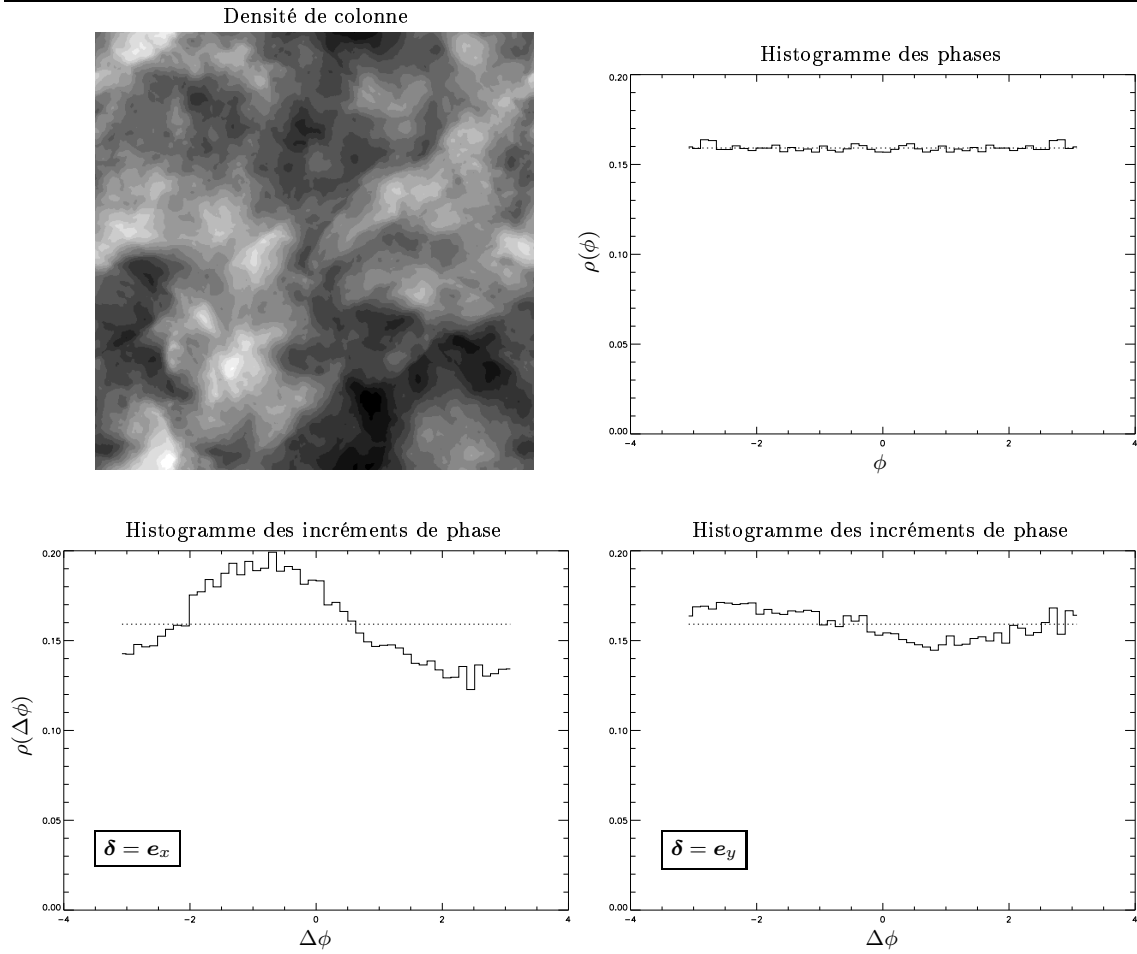 Densité de colonne
Histogramme des phases
0.20
0.15
0.10
0.05
0.00
ρ(ϕ)
−4 −2 0 2 4
ϕ
Histogramme des incréments de phase
0.20
0.15
0.10
0.05
0.00
ρ(Δϕ)
δ = e_x
−4 −2 0 2 4
Δϕ
Histogramme des incréments de phase
0.20
0.15
0.10
0.05
0.00
δ = e_y
−4 −2 0 2 4
Δϕ